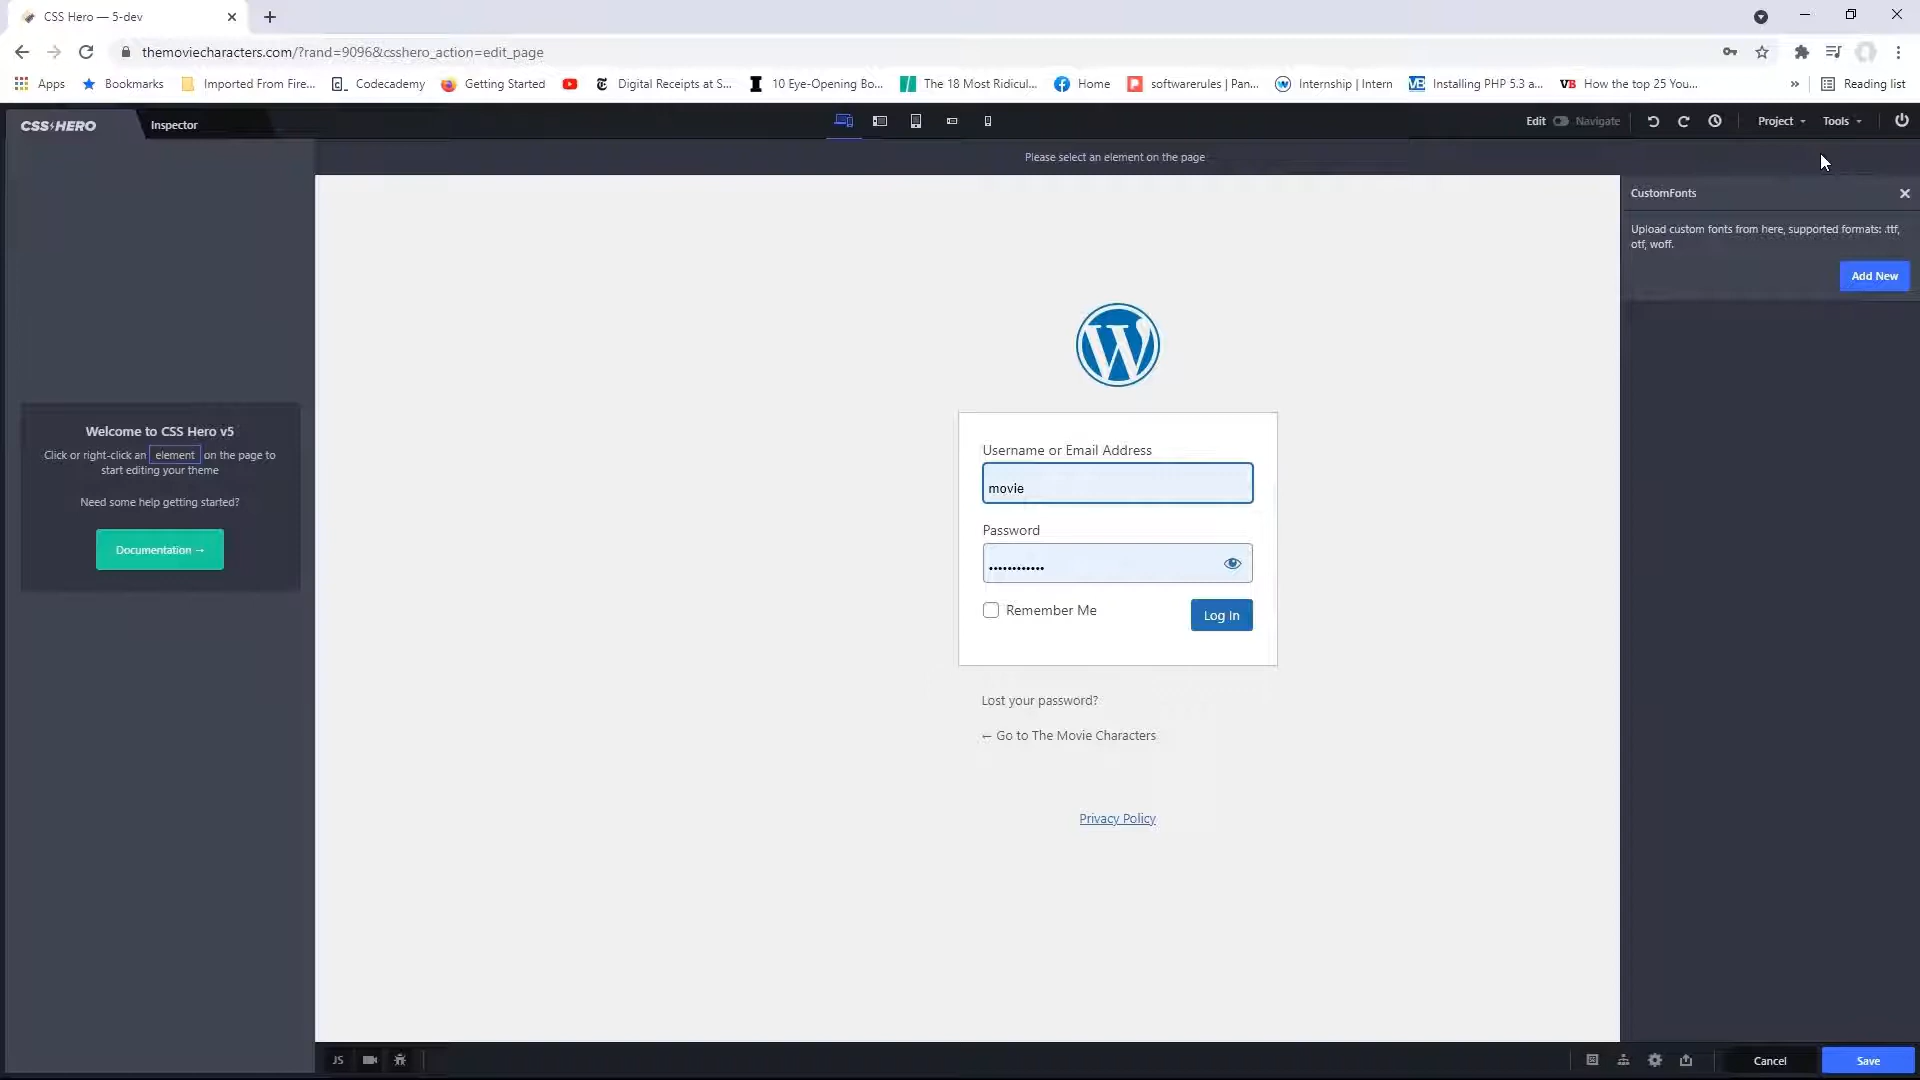 CSS Hero — 5-dev
themoviecharacters.com/?rand=9096&csshero_action=edit_page
Apps
Bookmarks
Imported From Fire...
Codecademy
Getting Started
Digital Receipts at S...
10 Eye-Opening Bo...
The 18 Most Ridicul...
Home
softwarerules | Pan...
Internship | Intern
Installing PHP 5.3 a...
VB How the top 25 You...
»
Reading list
CSS HERO
Inspector
Edit
Navigate
Project
Tools
Please select an element on the page
CustomFonts
Upload custom fonts from here, supported formats: .ttf,
otf, woff.
Add New
Welcome to CSS Hero v5
Click or right-click an element on the page to
start editing your theme
Need some help getting started?
Documentation →
W
Username or Email Address
movie
Password
••••••••••••
Remember Me
Log In
Lost your password?
← Go to The Movie Characters
Privacy Policy
JS
Cancel
Save